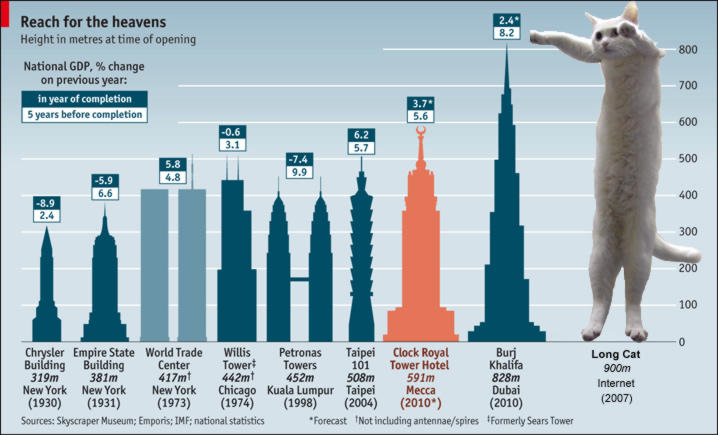 Reach for the heavens
Height in metres at time of opening
National GDP, % change
on previous year:
in year of completion
5 years before completion
-8.9
2.4
-5.9
6.6
5.8
4.8
-0.6
3.1
-7.4
9.9
6.2
5.7
3.7*
5.6
2.4*
8.2
800
700
600
500
400
300
200
100
0
Chrysler
Building
319m
New York
(1930)
Empire State
Building
381m
New York
(1931)
World Trade
Center
417m†
New York
(1973)
Willis
Tower‡
442m†
Chicago
(1974)
Petronas
Towers
452m
Kuala Lumpur
(1998)
Taipei
101
508m
Taipei
(2004)
Clock Royal
Tower Hotel
591m
Mecca
(2010*)
Burj
Khalifa
828m
Dubai
(2010)
Long Cat
900m
Internet
(2007)
Sources: Skyscraper Museum; Emporis; IMF; national statistics
*Forecast †Not including antennae/spires ‡Formerly Sears Tower